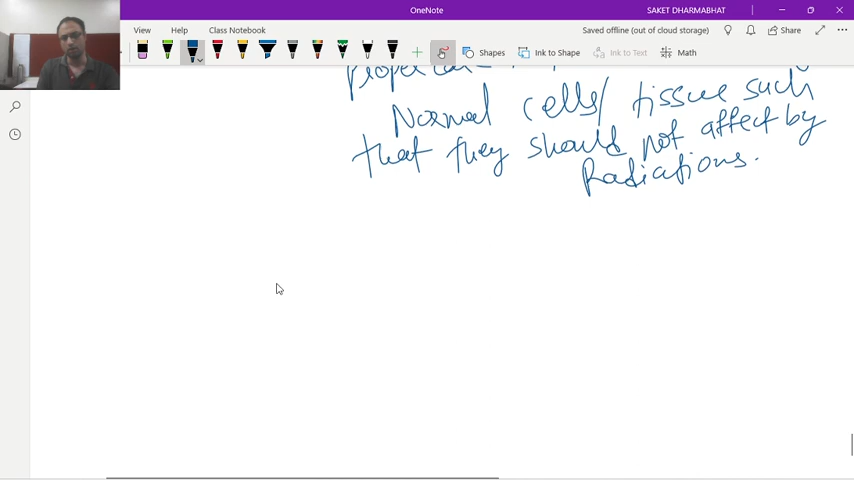 OneNote
SAKET DHARMABHAT
View Help Class Notebook
Saved offline (out of cloud storage)
Share
Shapes
Ink to Shape
Ink to Text
Math
Proper
Normal cells/ tissue such
that they should not affect by
Radiations.